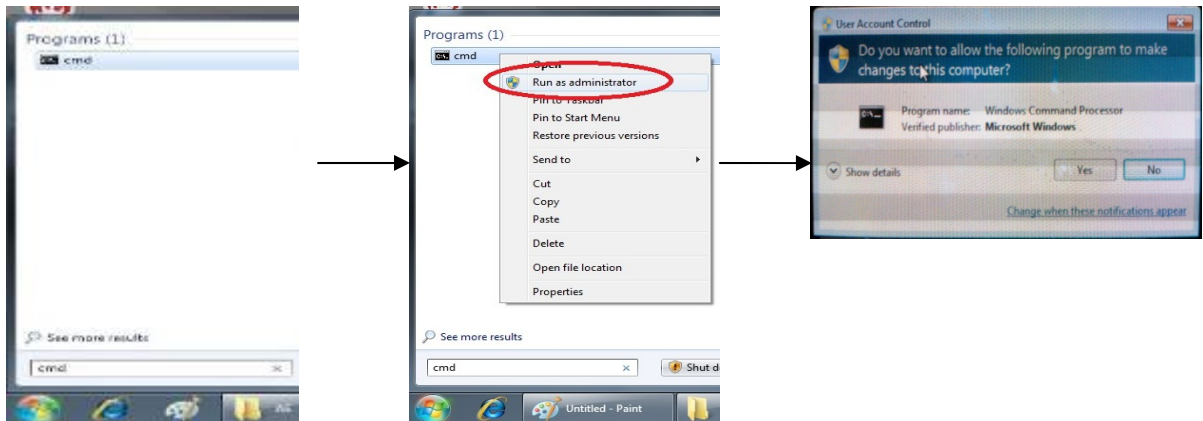 Programs (1)
cmd
See more results
cmd
Programs (1)
cmd
Open
Run as administrator
Pin to Taskbar
Pin to Start Menu
Restore previous versions
Send to
Cut
Copy
Paste
Delete
Open file location
Properties
See more results
cmd
Shut d
Untitled - Paint
User Account Control
Do you want to allow the following program to make
changes to this computer?
Program name: Windows Command Processor
Verified publisher: Microsoft Windows
Show details
Yes
No
Change when these notifications appear